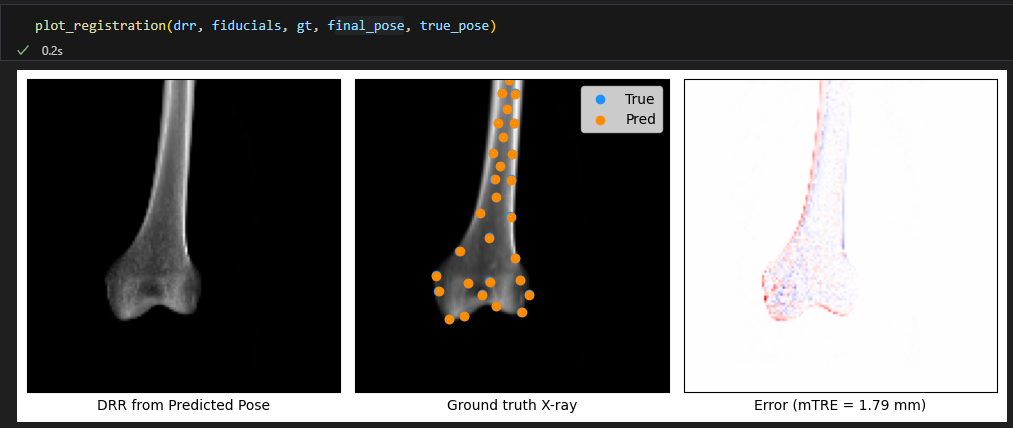 plot_registration(drr, fiducials, gt, final_pose, true_pose)
0.2s
True
Pred
DRR from Predicted Pose
Ground truth X-ray
Error (mTRE = 1.79 mm)